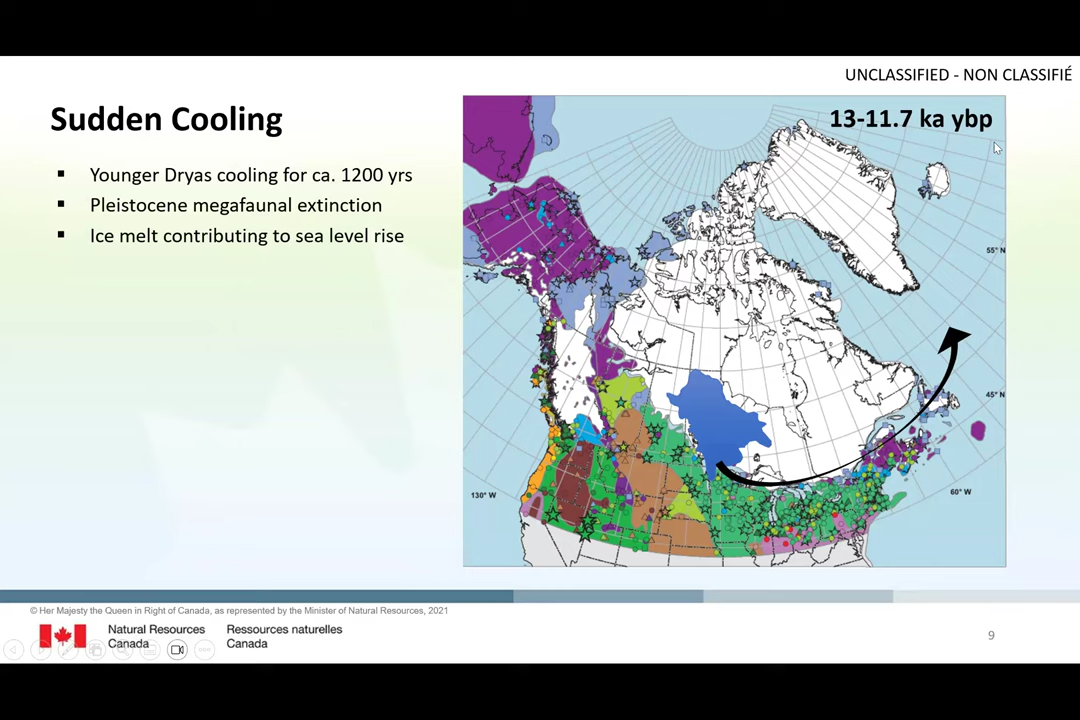 UNCLASSIFIED - NON CLASSIFIÉ
Sudden Cooling
13-11.7 ka ybp
▪ Younger Dryas cooling for ca. 1200 yrs
▪ Pleistocene megafaunal extinction
▪ Ice melt contributing to sea level rise
55° N
45° N
130° W
60° W
© Her Majesty the Queen in Right of Canada, as represented by the Minister of Natural Resources, 2021
Natural Resources
Canada
Ressources naturelles
Canada
9